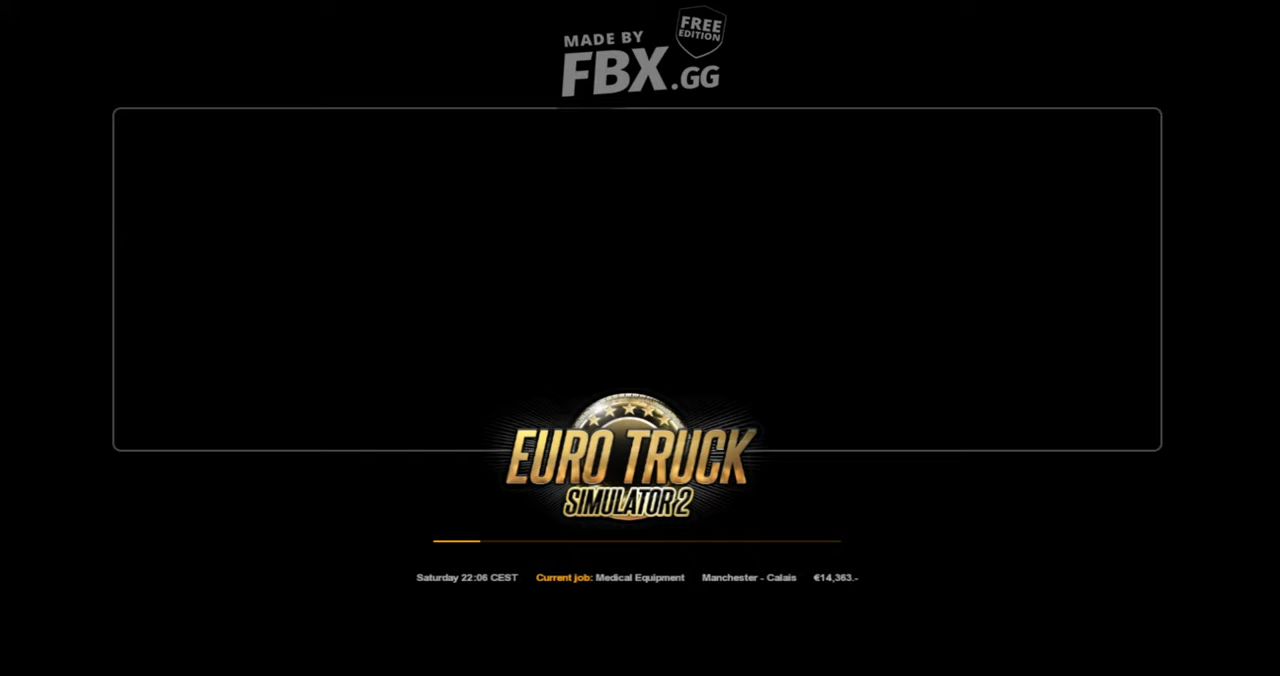 MADE BY
FREE
EDITION
FBX.GG
EURO TRUCK
SIMULATOR 2
Saturday 22:06 CEST Current job: Medical Equipment Manchester - Calais €14,363.-